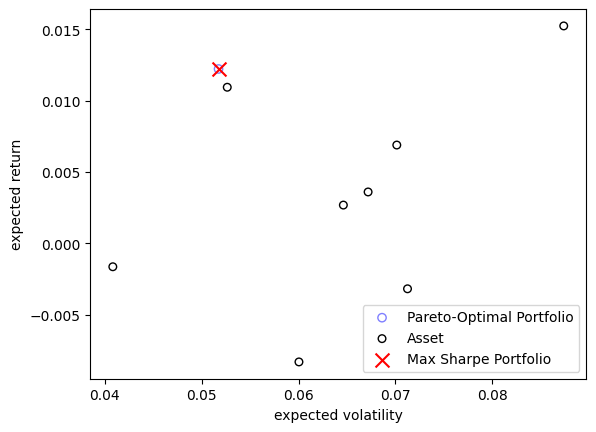 0.015
0.010
0.005
0.000
−0.005
expected return
0.04 0.05 0.06 0.07 0.08
expected volatility
Pareto-Optimal Portfolio
Asset
Max Sharpe Portfolio